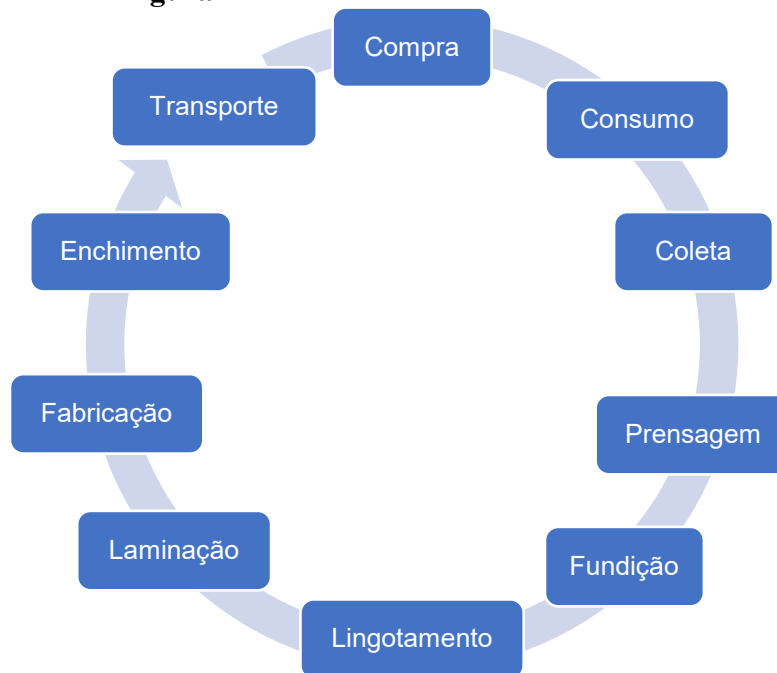 Compra
Consumo
Coleta
Prensagem
Fundição
Lingotamento
Laminação
Fabricação
Enchimento
Transporte